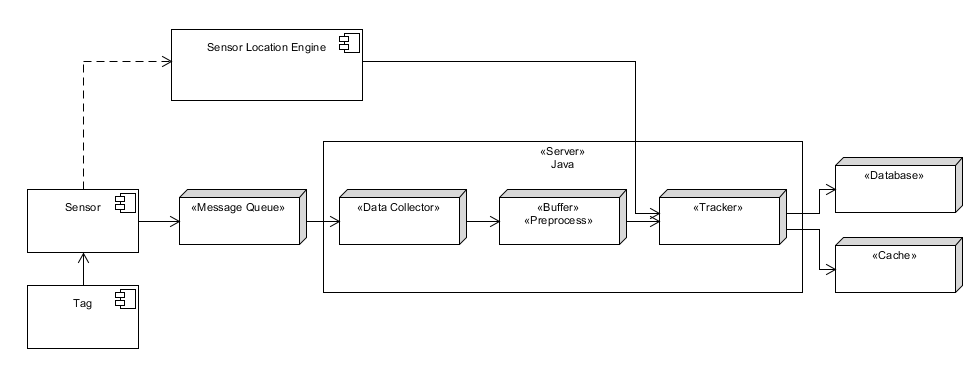 Sensor Location Engine
«Server»
Java
Sensor
«Message Queue»
«Data Collector»
«Buffer»
«Preprocess»
«Tracker»
«Database»
«Cache»
Tag